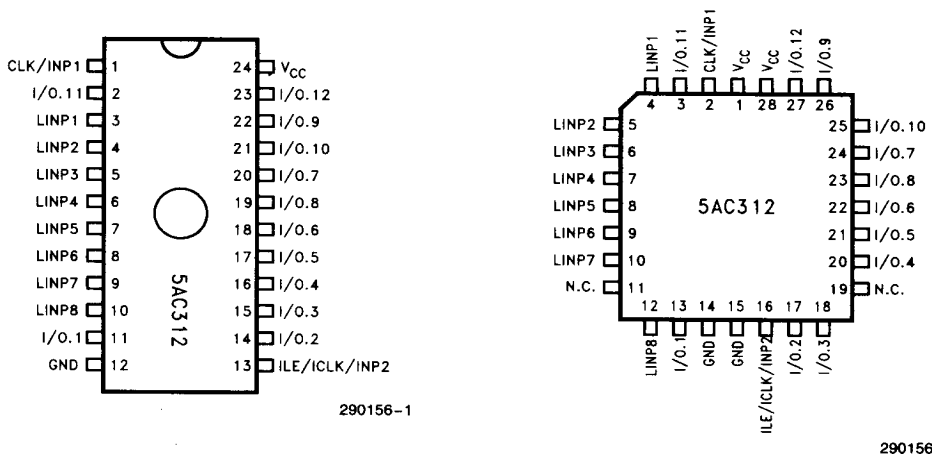 CLK/INP1 1 24 VCC
I/O.11 2 23 I/O.12
LINP1 3 22 I/O.9
LINP2 4 21 I/O.10
LINP3 5 20 I/O.7
LINP4 6 19 I/O.8
LINP5 7 18 I/O.6
LINP6 8 17 I/O.5
LINP7 9 16 I/O.4
LINP8 10 15 I/O.3
I/O.1 11 14 I/O.2
GND 12 13 ILE/ICLK/INP2
5AC312
290156-1
LINP1 I/O.11 CLK/INP1 VCC VCC I/O.12 I/O.9
4 3 2 1 28 27 26
LINP2 5 25 I/O.10
LINP3 6 24 I/O.7
LINP4 7 23 I/O.8
LINP5 8 5AC312 22 I/O.6
LINP6 9 21 I/O.5
LINP7 10 20 I/O.4
N.C. 11 19 N.C.
12 13 14 15 16 17 18
LINP8 I/O.1 GND GND ILE/ICLK/INP2 I/O.2 I/O.3
290156